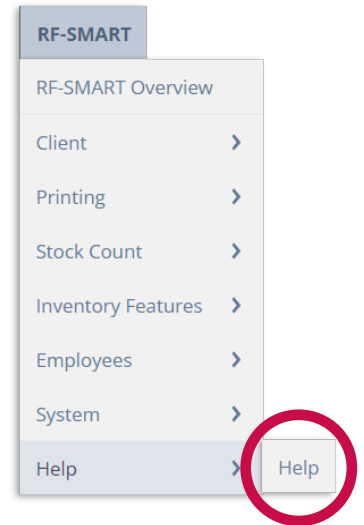 RF-SMART
RF-SMART Overview
Client
Printing
Stock Count
Inventory Features
Employees
System
Help
Help